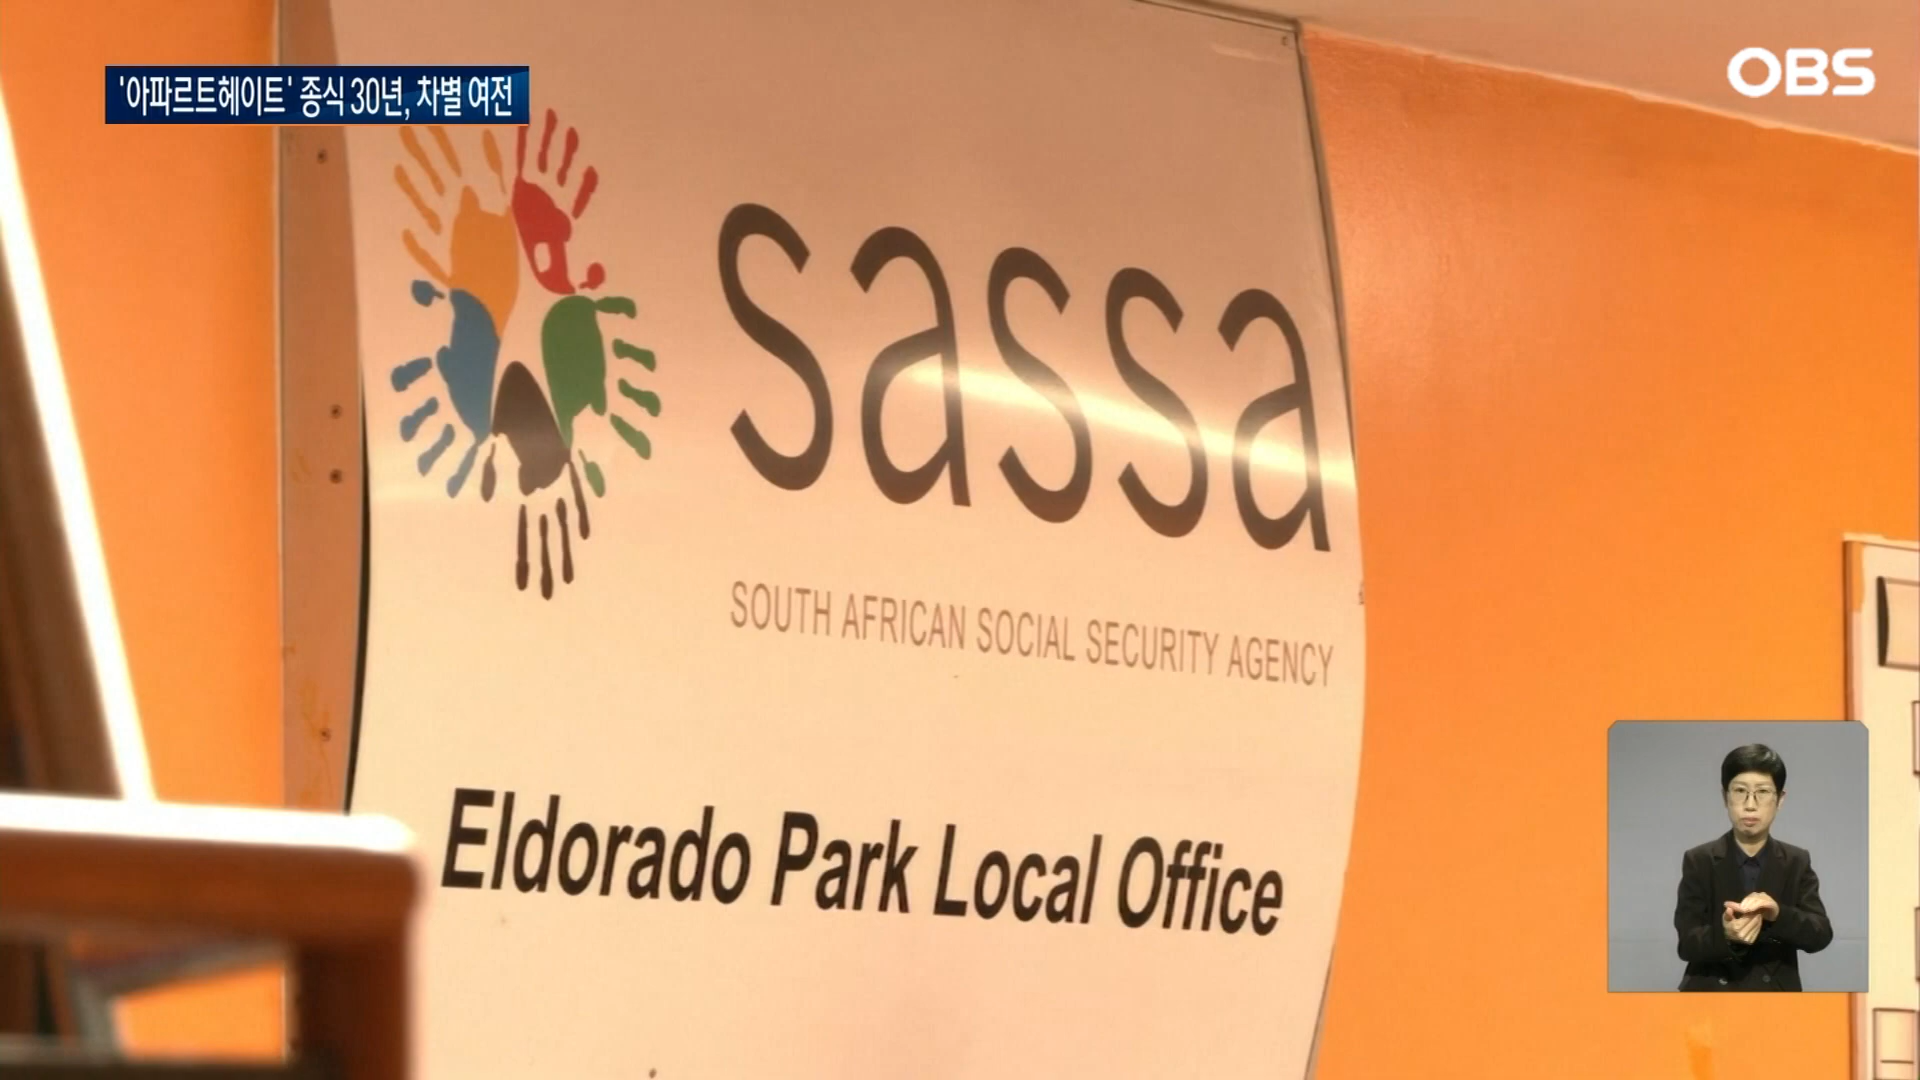 '아파르트헤이트' 종식 30년, 차별 여전
OBS
sassa
SOUTH AFRICAN SOCIAL SECURITY AGENCY
Eldorado Park Local Office